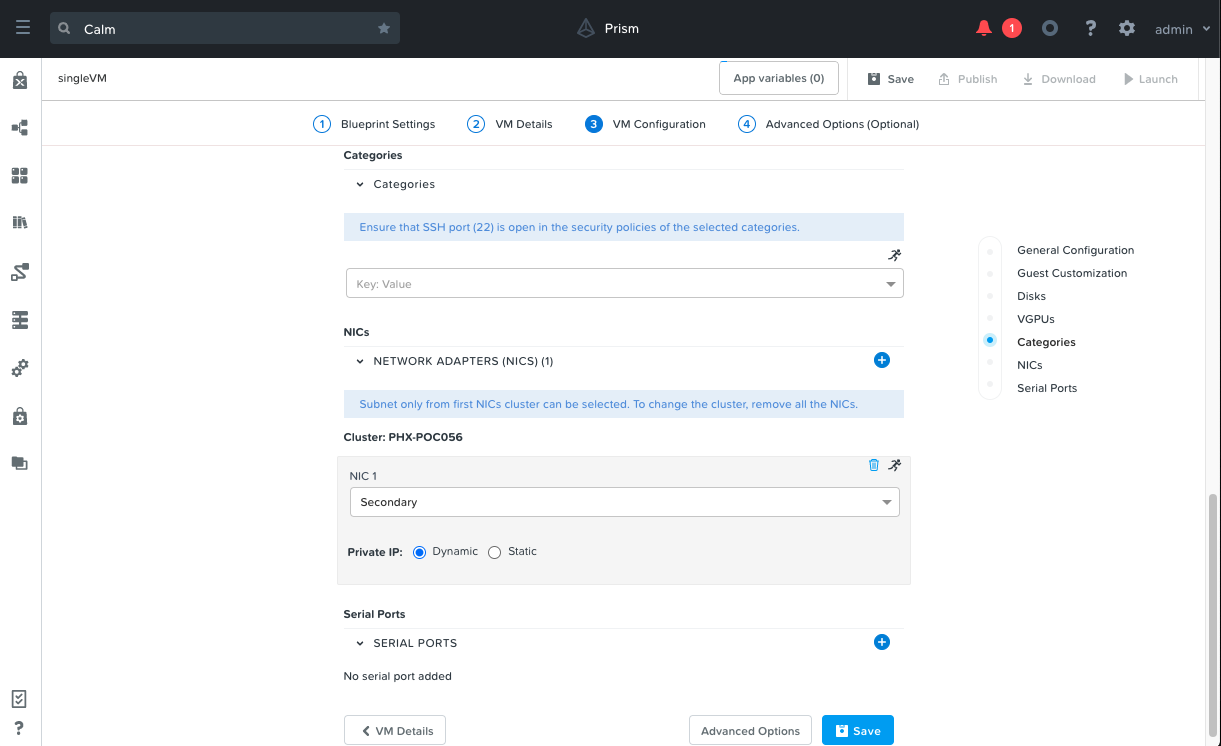 Calm
Prism
1
?
admin
singleVM
App variables (0)
Save
Publish
Download
Launch
1 Blueprint Settings
2 VM Details
3 VM Configuration
4 Advanced Options (Optional)
Categories
Categories
Ensure that SSH port (22) is open in the security policies of the selected categories.
Key: Value
General Configuration
Guest Customization
Disks
VGPUs
Categories
NICs
Serial Ports
NICs
NETWORK ADAPTERS (NICS) (1)
Subnet only from first NICs cluster can be selected. To change the cluster, remove all the NICs.
Cluster: PHX-POC056
NIC 1
Secondary
Private IP: Dynamic Static
Serial Ports
SERIAL PORTS
No serial port added
?
VM Details
Advanced Options
Save